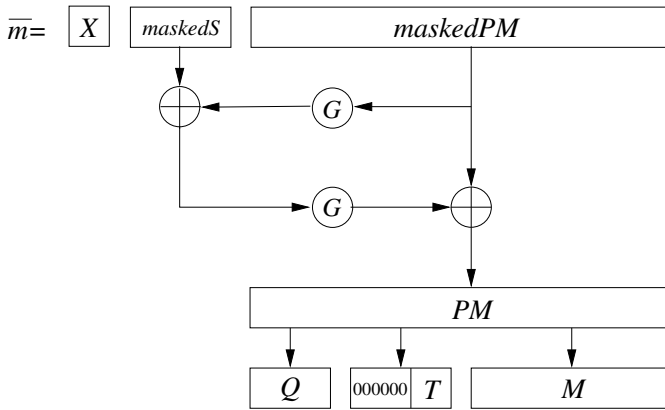 m̅= X maskedS maskedPM
G
G
PM
Q 000000 T M